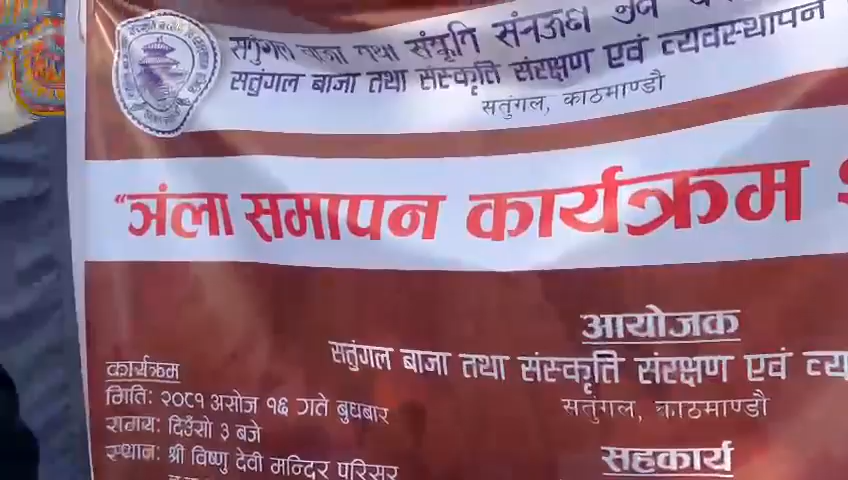 सतुंगल बाजा तथा संस्कृति संरक्षण एवं व्यवस्थापन
सतुंगल, काठमाण्डौ
"ञंला समापन कार्यक्रम
आयोजक
सतुंगल बाजा तथा संस्कृति संरक्षण एवं
सतुंगल, काठमाण्डौ
सहकार्य
कार्यक्रम
मिति: २०८१ असोज १६ गते बुधबार
समय: दिउँसो ३ बजे
स्थान: श्री विष्णु देवी मन्दिर परिसर